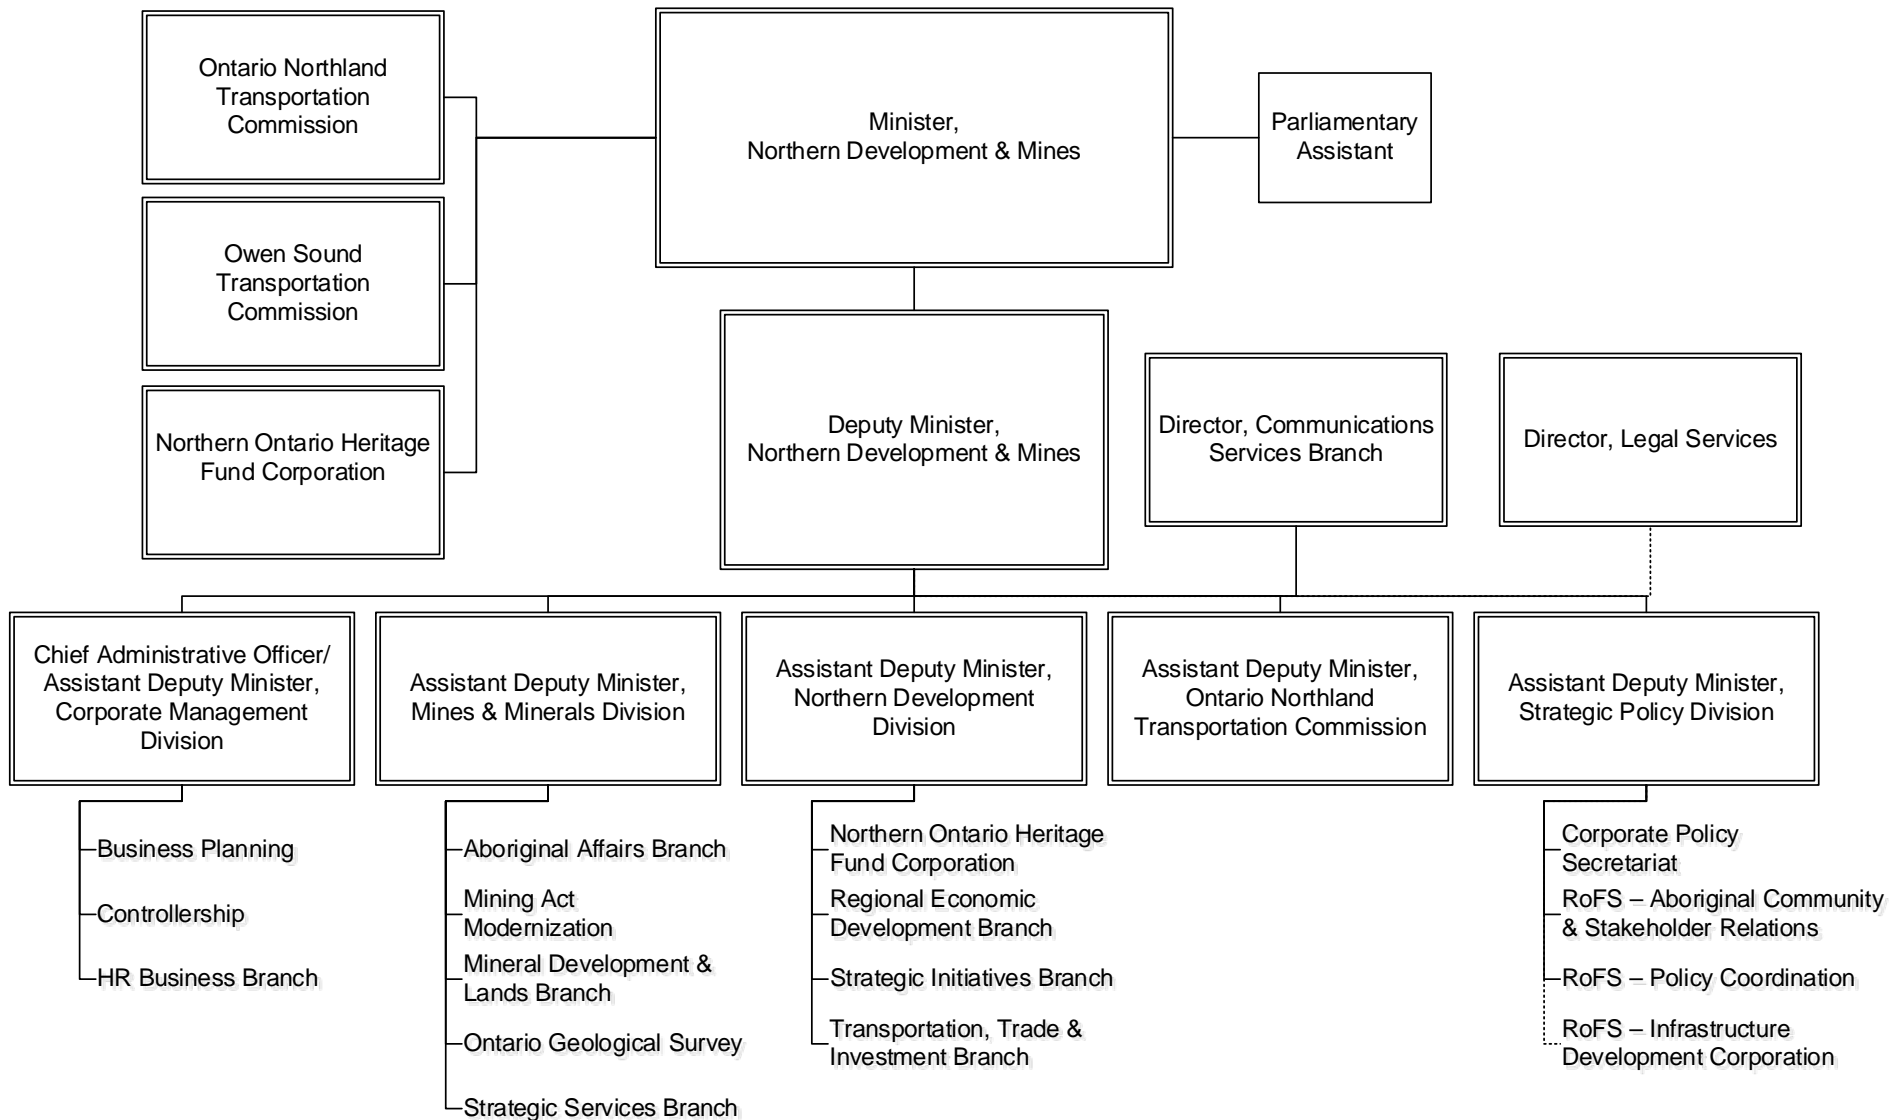 Ontario Northland
Transportation
Commission
Minister,
Northern Development & Mines
Parliamentary
Assistant
Owen Sound
Transportation
Commission
Northern Ontario Heritage
Fund Corporation
Deputy Minister,
Northern Development & Mines
Director, Communications
Services Branch
Director, Legal Services
Chief Administrative Officer/
Assistant Deputy Minister,
Corporate Management
Division
Assistant Deputy Minister,
Mines & Minerals Division
Assistant Deputy Minister,
Northern Development
Division
Assistant Deputy Minister,
Ontario Northland
Transportation Commission
Assistant Deputy Minister,
Strategic Policy Division
Business Planning
Controllership
HR Business Branch
Aboriginal Affairs Branch
Mining Act
Modernization
Mineral Development &
Lands Branch
Ontario Geological Survey
Strategic Services Branch
Northern Ontario Heritage
Fund Corporation
Regional Economic
Development Branch
Strategic Initiatives Branch
Transportation, Trade &
Investment Branch
Corporate Policy
Secretariat
RoFS – Aboriginal Community
& Stakeholder Relations
RoFS – Policy Coordination
RoFS – Infrastructure
Development Corporation